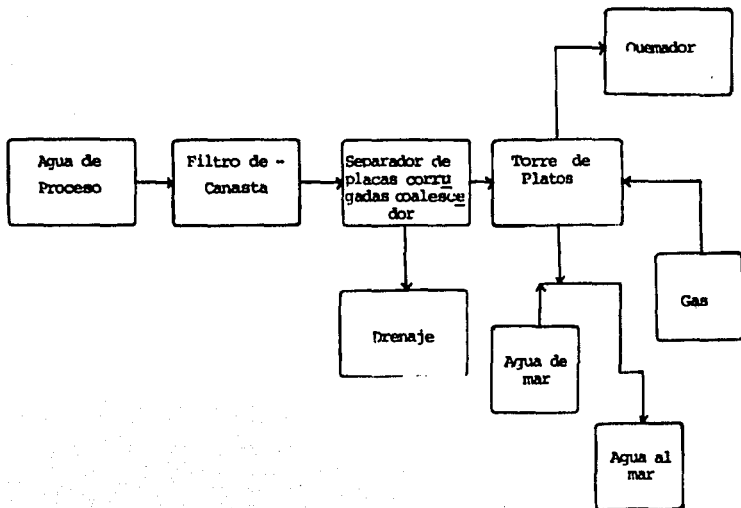 Quemador
Agua de
Proceso
Filtro de -
Canasta
Separador de
placas corru
gadas coalesce
dor
Torre de
Platos
Drenaje
Agua de
mar
Gas
Agua al
mar